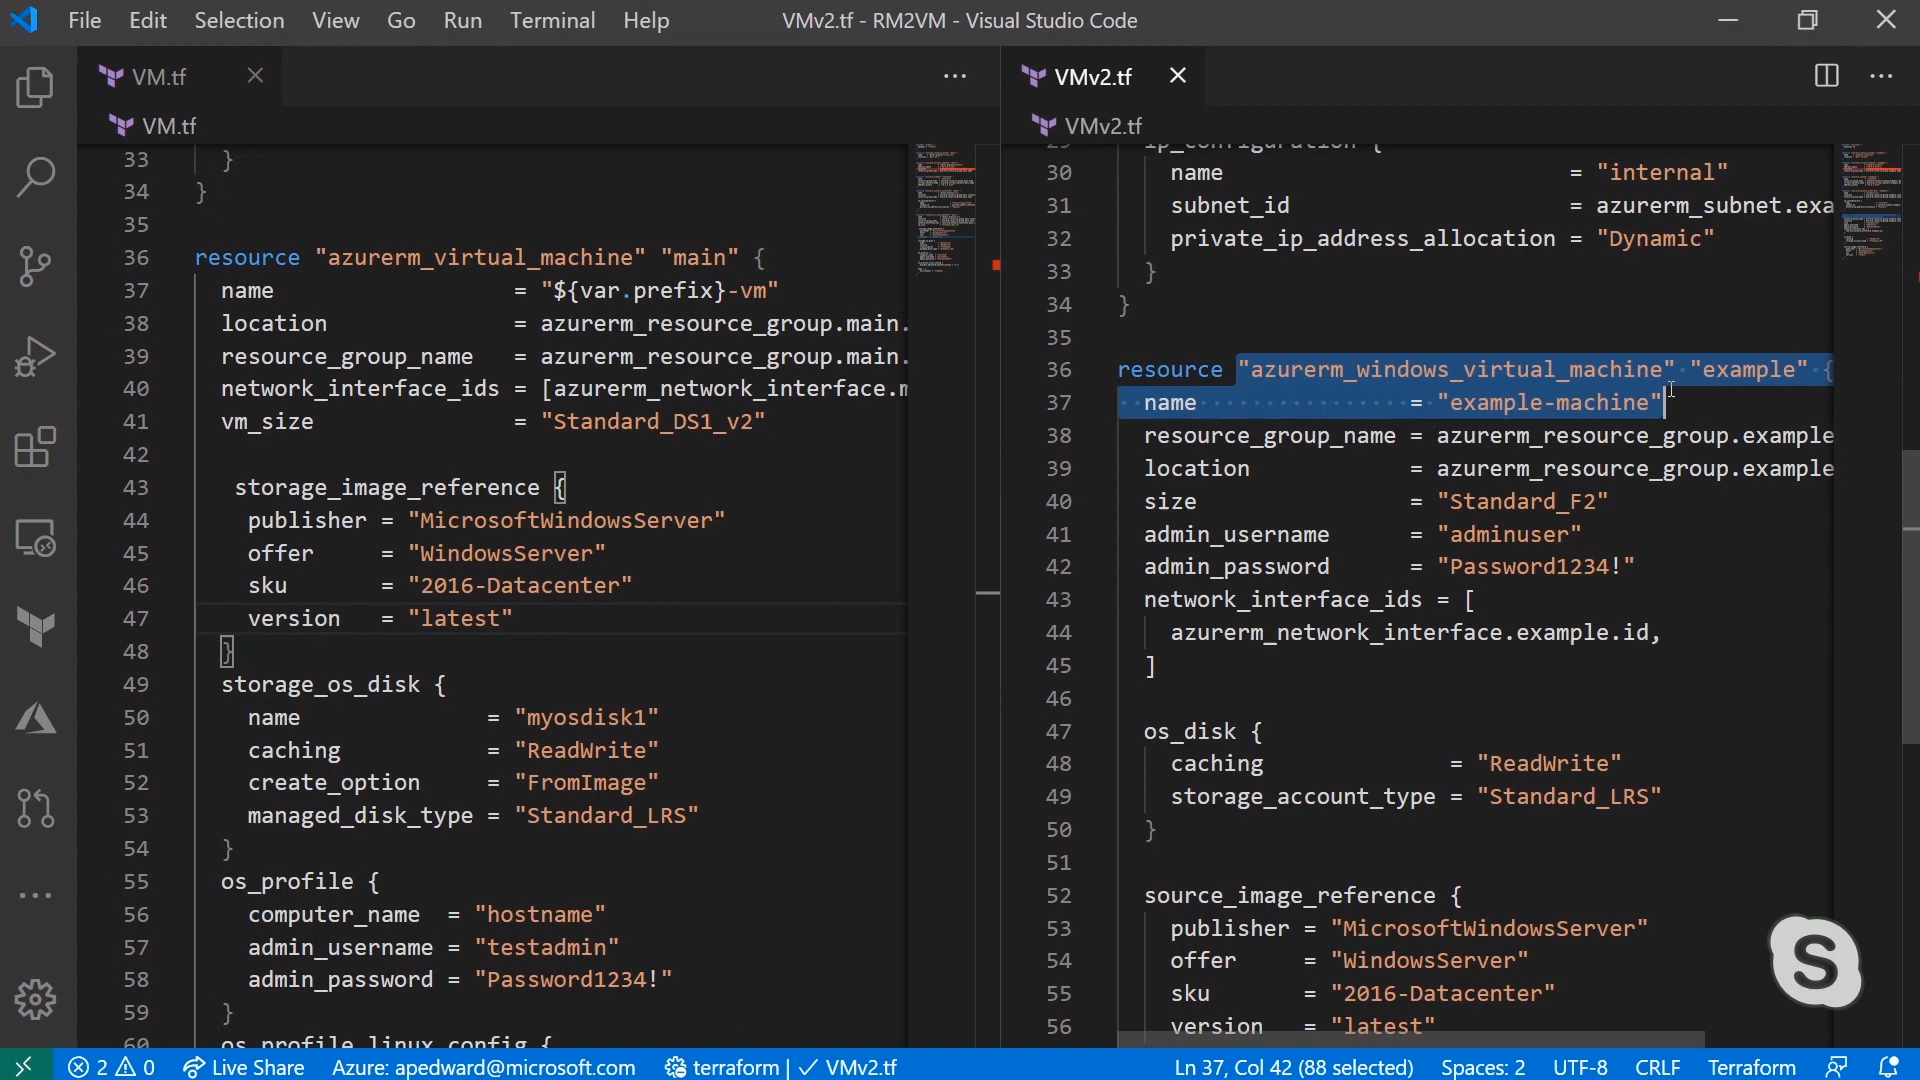 File Edit Selection View Go Run Terminal Help VMv2.tf - RM2VM - Visual Studio Code
VM.tf
VM.tf
33 }
34 }
35
36 resource "azurerm_virtual_machine" "main" {
37 name = "${var.prefix}-vm"
38 location = azurerm_resource_group.main.
39 resource_group_name = azurerm_resource_group.main.
40 network_interface_ids = [azurerm_network_interface.m
41 vm_size = "Standard_DS1_v2"
42
43 storage_image_reference {
44 publisher = "MicrosoftWindowsServer"
45 offer = "WindowsServer"
46 sku = "2016-Datacenter"
47 version = "latest"
48 }
49 storage_os_disk {
50 name = "myosdisk1"
51 caching = "ReadWrite"
52 create_option = "FromImage"
53 managed_disk_type = "Standard_LRS"
54 }
55 os_profile {
56 computer_name = "hostname"
57 admin_username = "testadmin"
58 admin_password = "Password1234!"
59 }
60 os_profile_linux_config {
VMv2.tf
VMv2.tf
29 ip_configuration {
30 name = "internal"
31 subnet_id = azurerm_subnet.exa
32 private_ip_address_allocation = "Dynamic"
33 }
34 }
35
36 resource "azurerm_windows_virtual_machine" "example" {
37 name = "example-machine"
38 resource_group_name = azurerm_resource_group.example
39 location = azurerm_resource_group.example
40 size = "Standard_F2"
41 admin_username = "adminuser"
42 admin_password = "Password1234!"
43 network_interface_ids = [
44 azurerm_network_interface.example.id,
45 ]
46
47 os_disk {
48 caching = "ReadWrite"
49 storage_account_type = "Standard_LRS"
50 }
51
52 source_image_reference {
53 publisher = "MicrosoftWindowsServer"
54 offer = "WindowsServer"
55 sku = "2016-Datacenter"
56 version = "latest"
2 0 Live Share Azure: apedward@microsoft.com terraform | ✓ VMv2.tf Ln 37, Col 42 (88 selected) Spaces: 2 UTF-8 CRLF Terraform